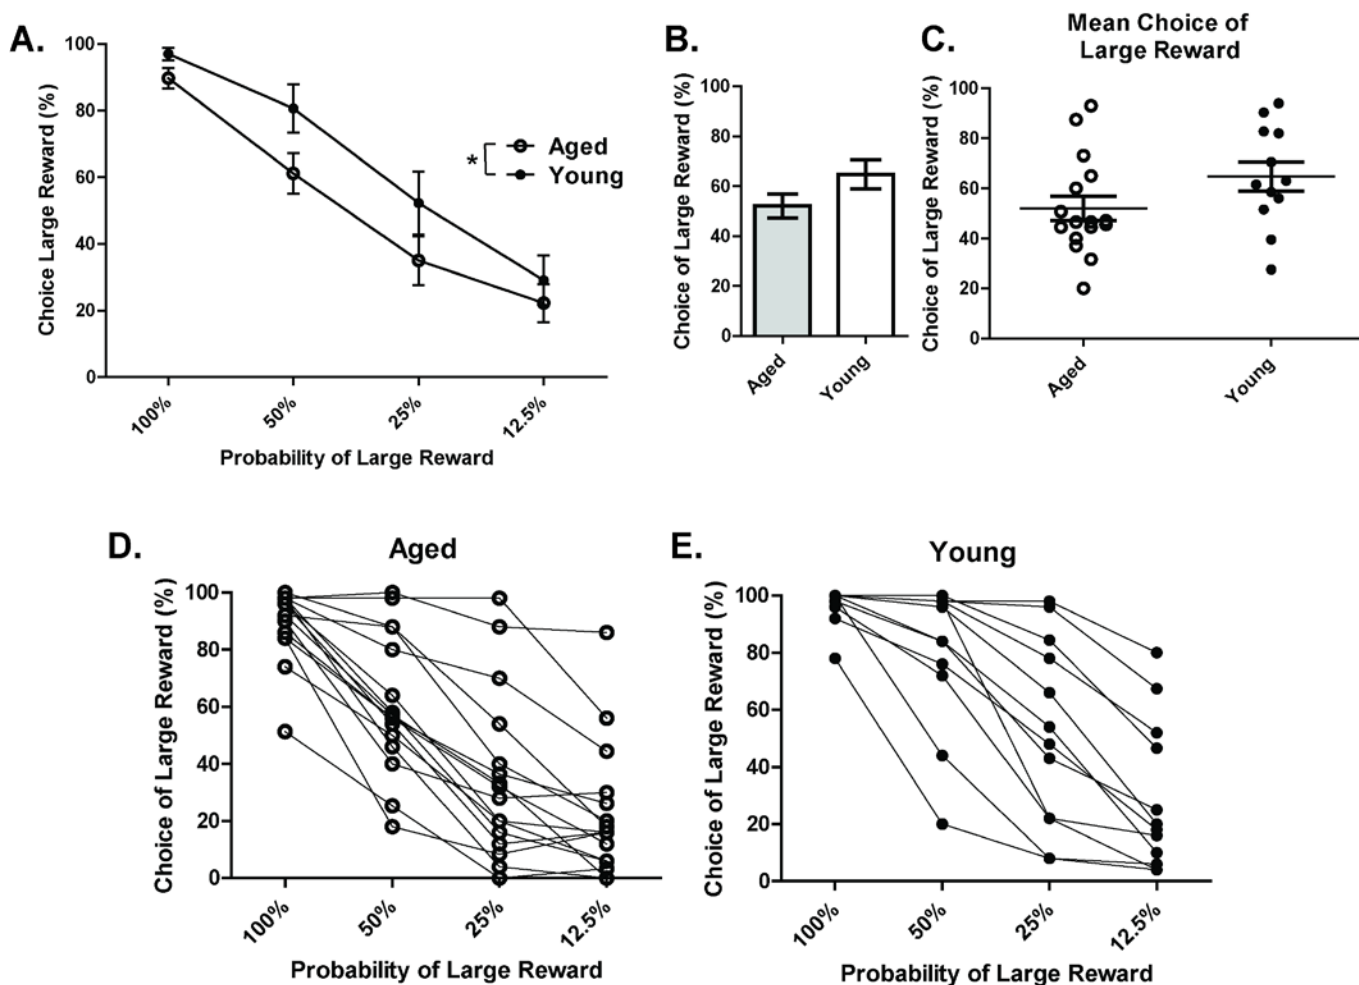 A.
Choice Large Reward (%)
100
80
60
40
20
0
100%
50%
25%
12.5%
Probability of Large Reward
*
Aged
Young
B.
Choice of Large Reward (%)
100
80
60
40
20
0
Aged
Young
C.
Mean Choice of
Large Reward
Choice of Large Reward (%)
100
80
60
40
20
0
Aged
Young
D.
Aged
Choice of Large Reward (%)
100
80
60
40
20
0
100%
50%
25%
12.5%
Probability of Large Reward
E.
Young
Choice of Large Reward (%)
100
80
60
40
20
0
100%
50%
25%
12.5%
Probability of Large Reward